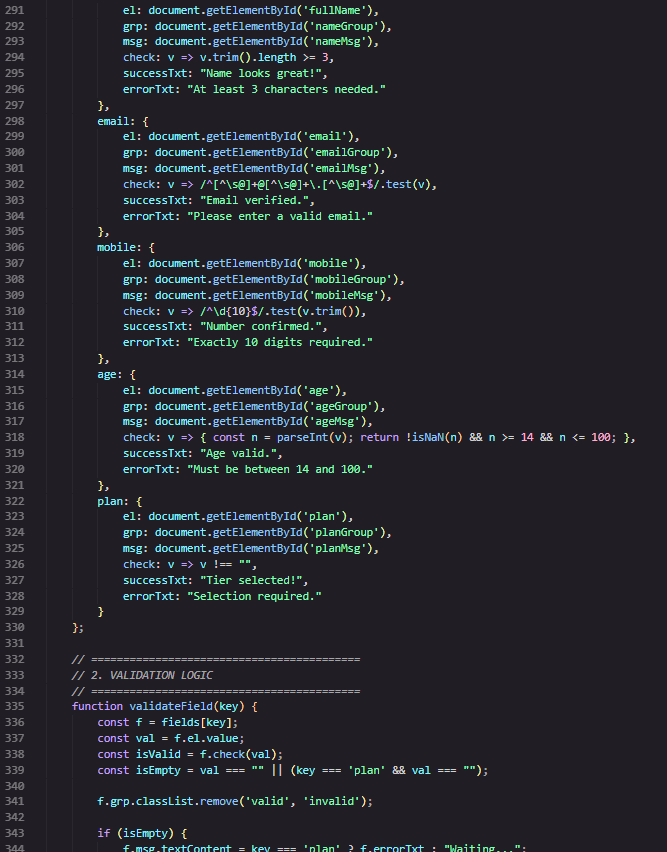 291 el: document.getElementById('fullName'),
292 grp: document.getElementById('nameGroup'),
293 msg: document.getElementById('nameMsg'),
294 check: v => v.trim().length >= 3,
295 successTxt: "Name looks great!",
296 errorTxt: "At least 3 characters needed."
297 },
298 email: {
299 el: document.getElementById('email'),
300 grp: document.getElementById('emailGroup'),
301 msg: document.getElementById('emailMsg'),
302 check: v => /^[^\s@]+@[^\s@]+\.[^\s@]+$/.test(v),
303 successTxt: "Email verified.",
304 errorTxt: "Please enter a valid email."
305 },
306 mobile: {
307 el: document.getElementById('mobile'),
308 grp: document.getElementById('mobileGroup'),
309 msg: document.getElementById('mobileMsg'),
310 check: v => /^\d{10}$/.test(v.trim()),
311 successTxt: "Number confirmed.",
312 errorTxt: "Exactly 10 digits required."
313 },
314 age: {
315 el: document.getElementById('age'),
316 grp: document.getElementById('ageGroup'),
317 msg: document.getElementById('ageMsg'),
318 check: v => { const n = parseInt(v); return !isNaN(n) && n >= 14 && n <= 100; },
319 successTxt: "Age valid.",
320 errorTxt: "Must be between 14 and 100."
321 },
322 plan: {
323 el: document.getElementById('plan'),
324 grp: document.getElementById('planGroup'),
325 msg: document.getElementById('planMsg'),
326 check: v => v !== "",
327 successTxt: "Tier selected!",
328 errorTxt: "Selection required."
329 }
330 };
331
332 // ==========================================
333 // 2. VALIDATION LOGIC
334 // ==========================================
335 function validateField(key) {
336 const f = fields[key];
337 const val = f.el.value;
338 const isValid = f.check(val);
339 const isEmpty = val === "" || (key === 'plan' && val === "");
340
341 f.grp.classList.remove('valid', 'invalid');
342
343 if (isEmpty) {
344 f.msg.textContent = key === 'plan' ? f.errorTxt : "Waiting...";